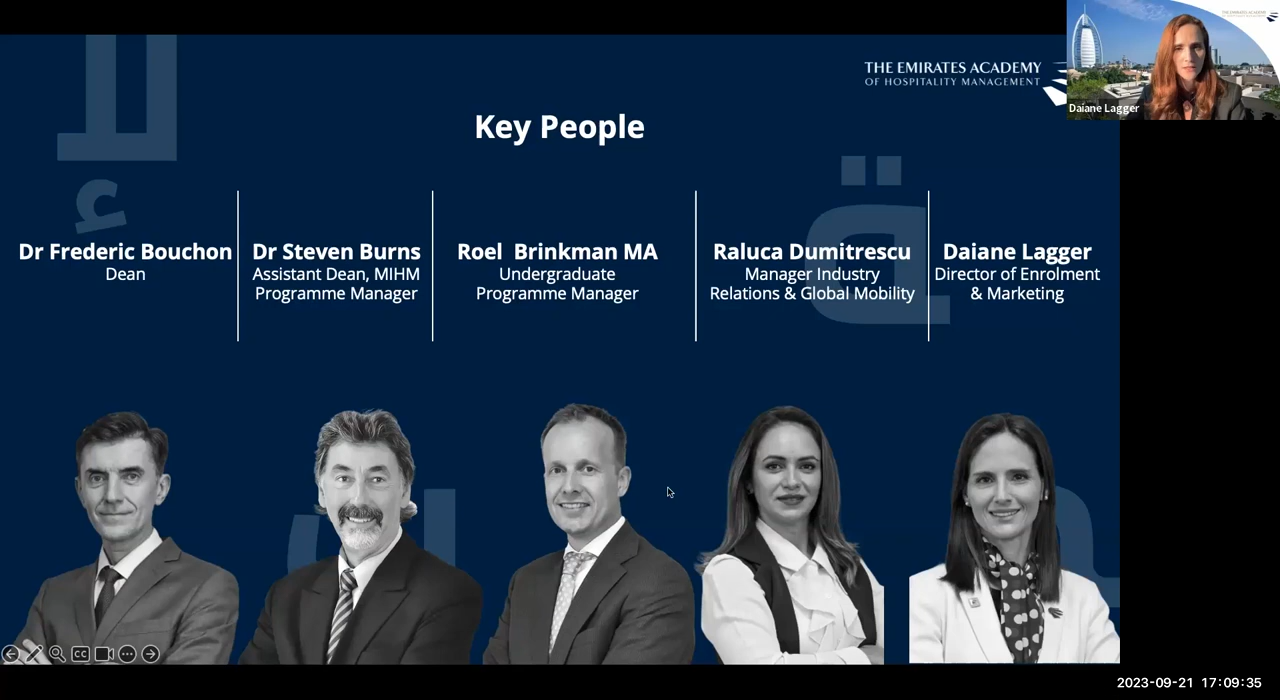 THE EMIRATES ACADEMY
OF HOSPITALITY MANAGEMENT
Daiane Lagger
Key People
Dr Frederic Bouchon
Dean
Dr Steven Burns
Assistant Dean, MIHM
Programme Manager
Roel Brinkman MA
Undergraduate
Programme Manager
Raluca Dumitrescu
Manager Industry
Relations & Global Mobility
Daiane Lagger
Director of Enrolment
& Marketing
CC
2023-09-21 17:09:35